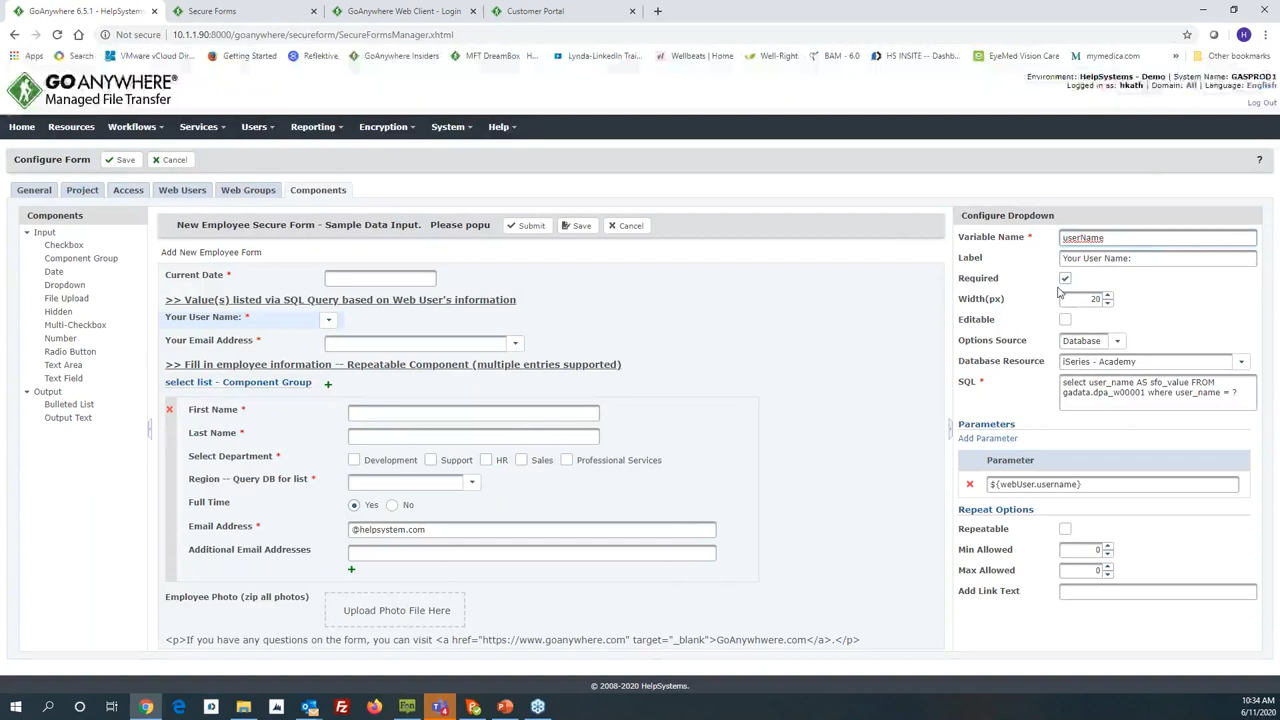 GoAnywhere 6.5.1 - HelpSystems
Secure Forms
GoAnywhere Web Client - Login
Customer Portal
Not secure | 10.1.1.90:8000/goanywhere/secureform/SecureFormsManager.xhtml
Apps
Search
VMware vCloud Dir...
Getting Started
Reflektive
GoAnywhere Insiders
MFT DreamBox H...
Lynda-LinkedIn Trai...
Wellbeats | Home
Well-Right
BAM - 6.0
HS INSITE -- Dashb...
EyeMed Vision Care
mymedica.com
Other bookmarks
GOANYWHERE®
Managed File Transfer
Environment: HelpSystems - Demo | System Name: GASPROD1
Logged in as: hkath | Domain: All | Language: English
Log Out
Home Resources Workflows Services Users Reporting Encryption System Help
Configure Form Save Cancel ?
General Project Access Web Users Web Groups Components
Components
Input
Checkbox
Component Group
Date
Dropdown
File Upload
Hidden
Multi-Checkbox
Number
Radio Button
Text Area
Text Field
Output
Bulleted List
Output Text
New Employee Secure Form - Sample Data Input. Please popu Submit Save Cancel
Add New Employee Form
Current Date *
>> Value(s) listed via SQL Query based on Web User's information
Your User Name: *
Your Email Address *
>> Fill in employee information -- Repeatable Component (multiple entries supported)
select list - Component Group
First Name *
Last Name *
Select Department * Development Support HR Sales Professional Services
Region -- Query DB for list *
Full Time Yes No
Email Address * @helpsystem.com
Additional Email Addresses
Employee Photo (zip all photos) Upload Photo File Here
<p>If you have any questions on the form, you can visit <a href="https://www.goanywhere.com" target="_blank">GoAnywhwere.com</a>.</p>
Configure Dropdown
Variable Name * userName
Label Your User Name:
Required
Width(px) 20
Editable
Options Source Database
Database Resource iSeries - Academy
SQL * select user_name AS sfo_value FROM
gadata.dpa_w00001 where user_name = ?
Parameters
Add Parameter
Parameter
${webUser.username}
Repeat Options
Repeatable
Min Allowed 0
Max Allowed 0
Add Link Text
© 2008-2020 HelpSystems.
10:34 AM
6/11/2020